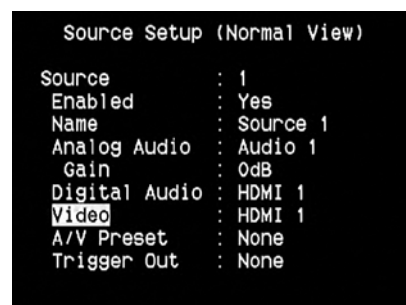 Source Setup (Normal View)
Source : 1
Enabled : Yes
Name : Source 1
Analog Audio : Audio 1
Gain : 0dB
Digital Audio : HDMI 1
Video : HDMI 1
A/V Preset : None
Trigger Out : None